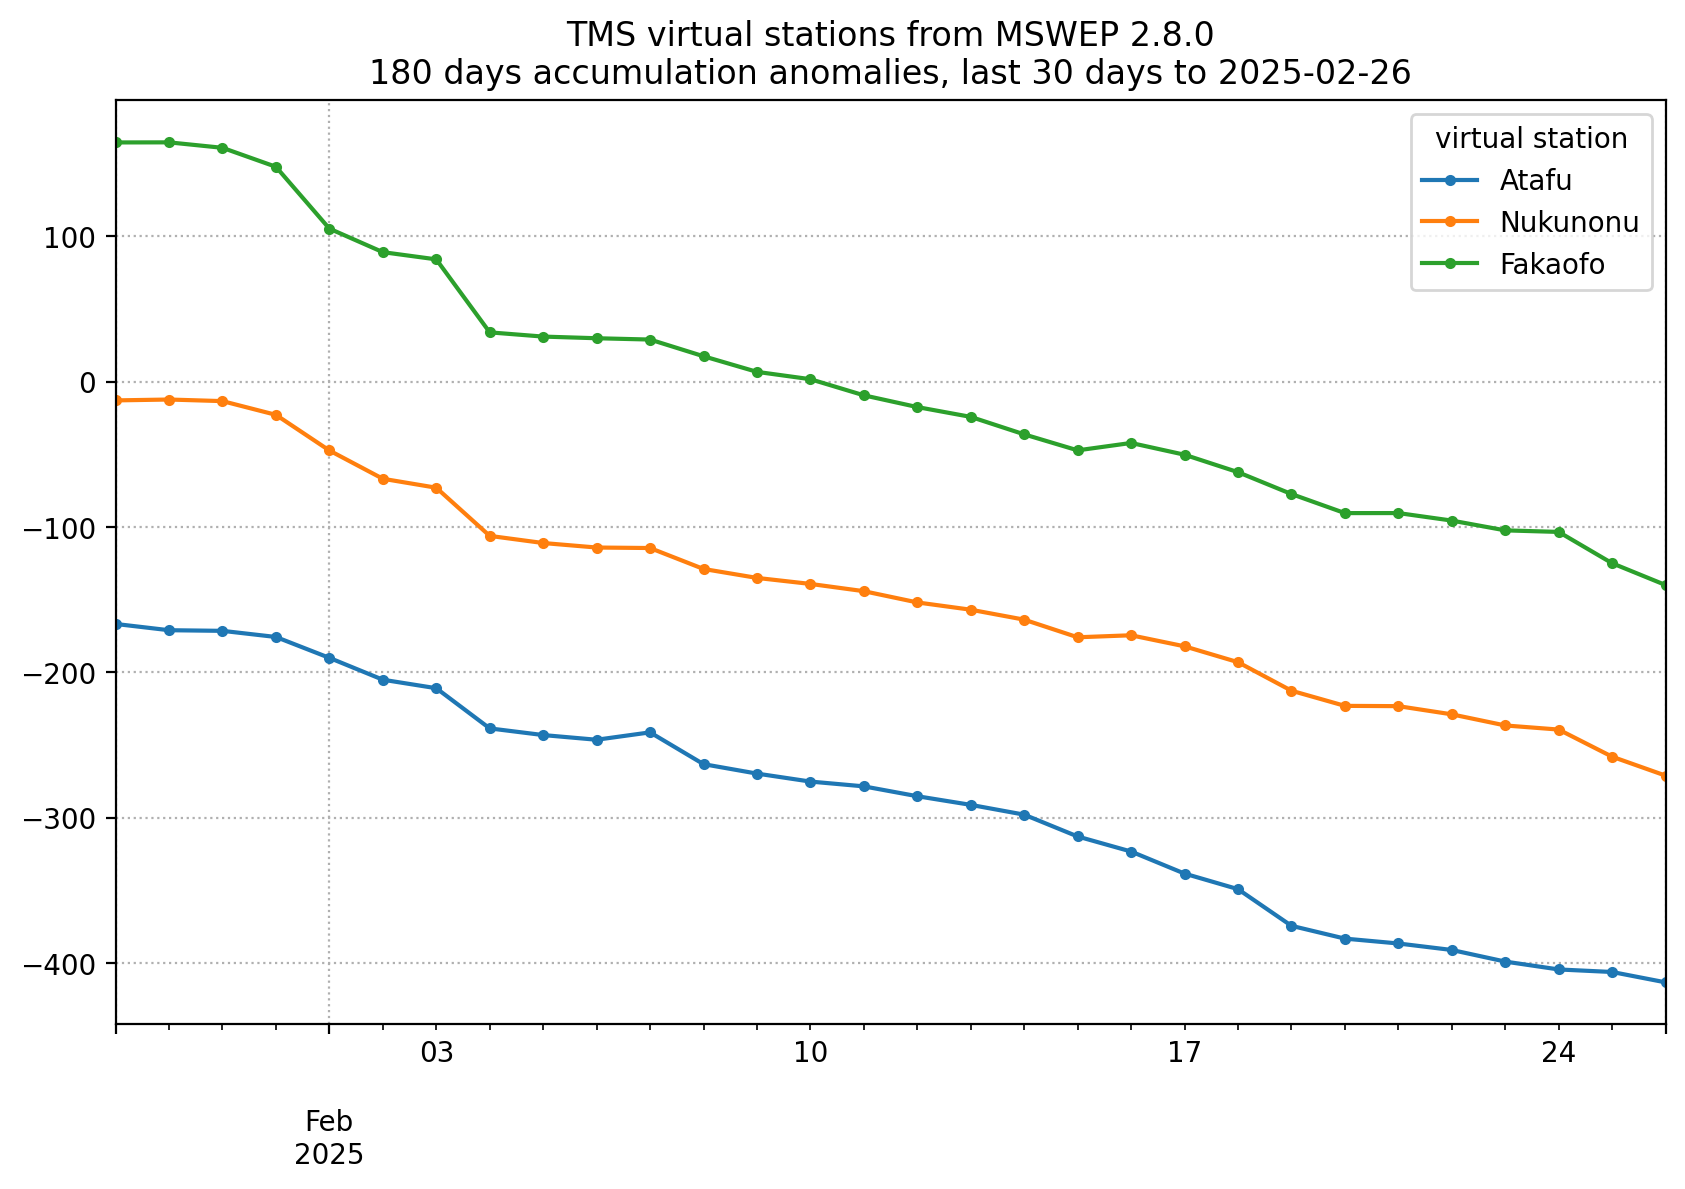 TMS virtual stations from MSWEP 2.8.0
180 days accumulation anomalies, last 30 days to 2025-02-26
virtual station
Atafu
Nukunonu
Fakaofo
100
0
−100
−200
−300
−400
03
10
17
24
Feb
2025